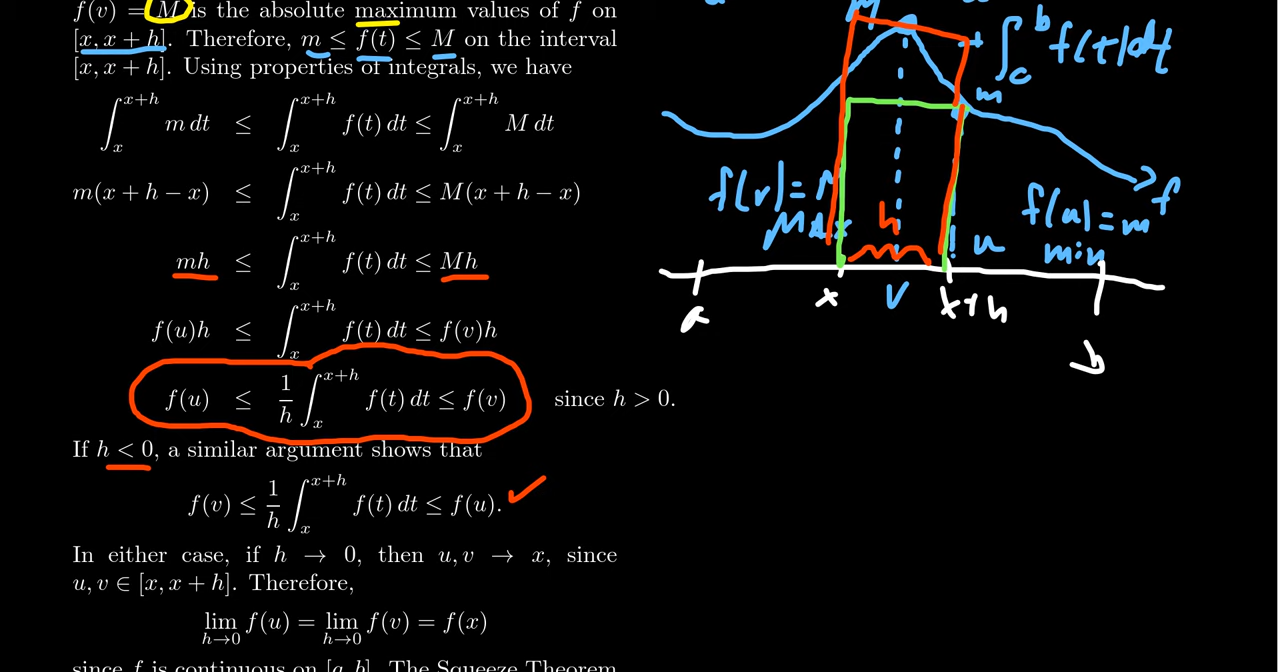 f(v) = M is the absolute maximum values of f on
[x, x + h]. Therefore, m ≤ f(t) ≤ M on the interval
[x, x + h]. Using properties of integrals, we have
∫_x^{x+h} m dt ≤ ∫_x^{x+h} f(t) dt ≤ ∫_x^{x+h} M dt
m(x + h − x) ≤ ∫_x^{x+h} f(t) dt ≤ M(x + h − x)
mh ≤ ∫_x^{x+h} f(t) dt ≤ Mh
f(u)h ≤ ∫_x^{x+h} f(t) dt ≤ f(v)h
f(u) ≤ 1/h ∫_x^{x+h} f(t) dt ≤ f(v) since h > 0.
If h < 0, a similar argument shows that
f(v) ≤ 1/h ∫_x^{x+h} f(t) dt ≤ f(u).
In either case, if h → 0, then u, v → x, since
u, v ∈ [x, x + h]. Therefore,
lim_{h→0} f(u) = lim_{h→0} f(v) = f(x)
since f is continuous on [a, b]. The Squeeze Theorem
M
+ ∫_c^b f(t) dt
m
f
f(v) =
Max
h
f(u) = m
min
u
a
x
v
x+h
b